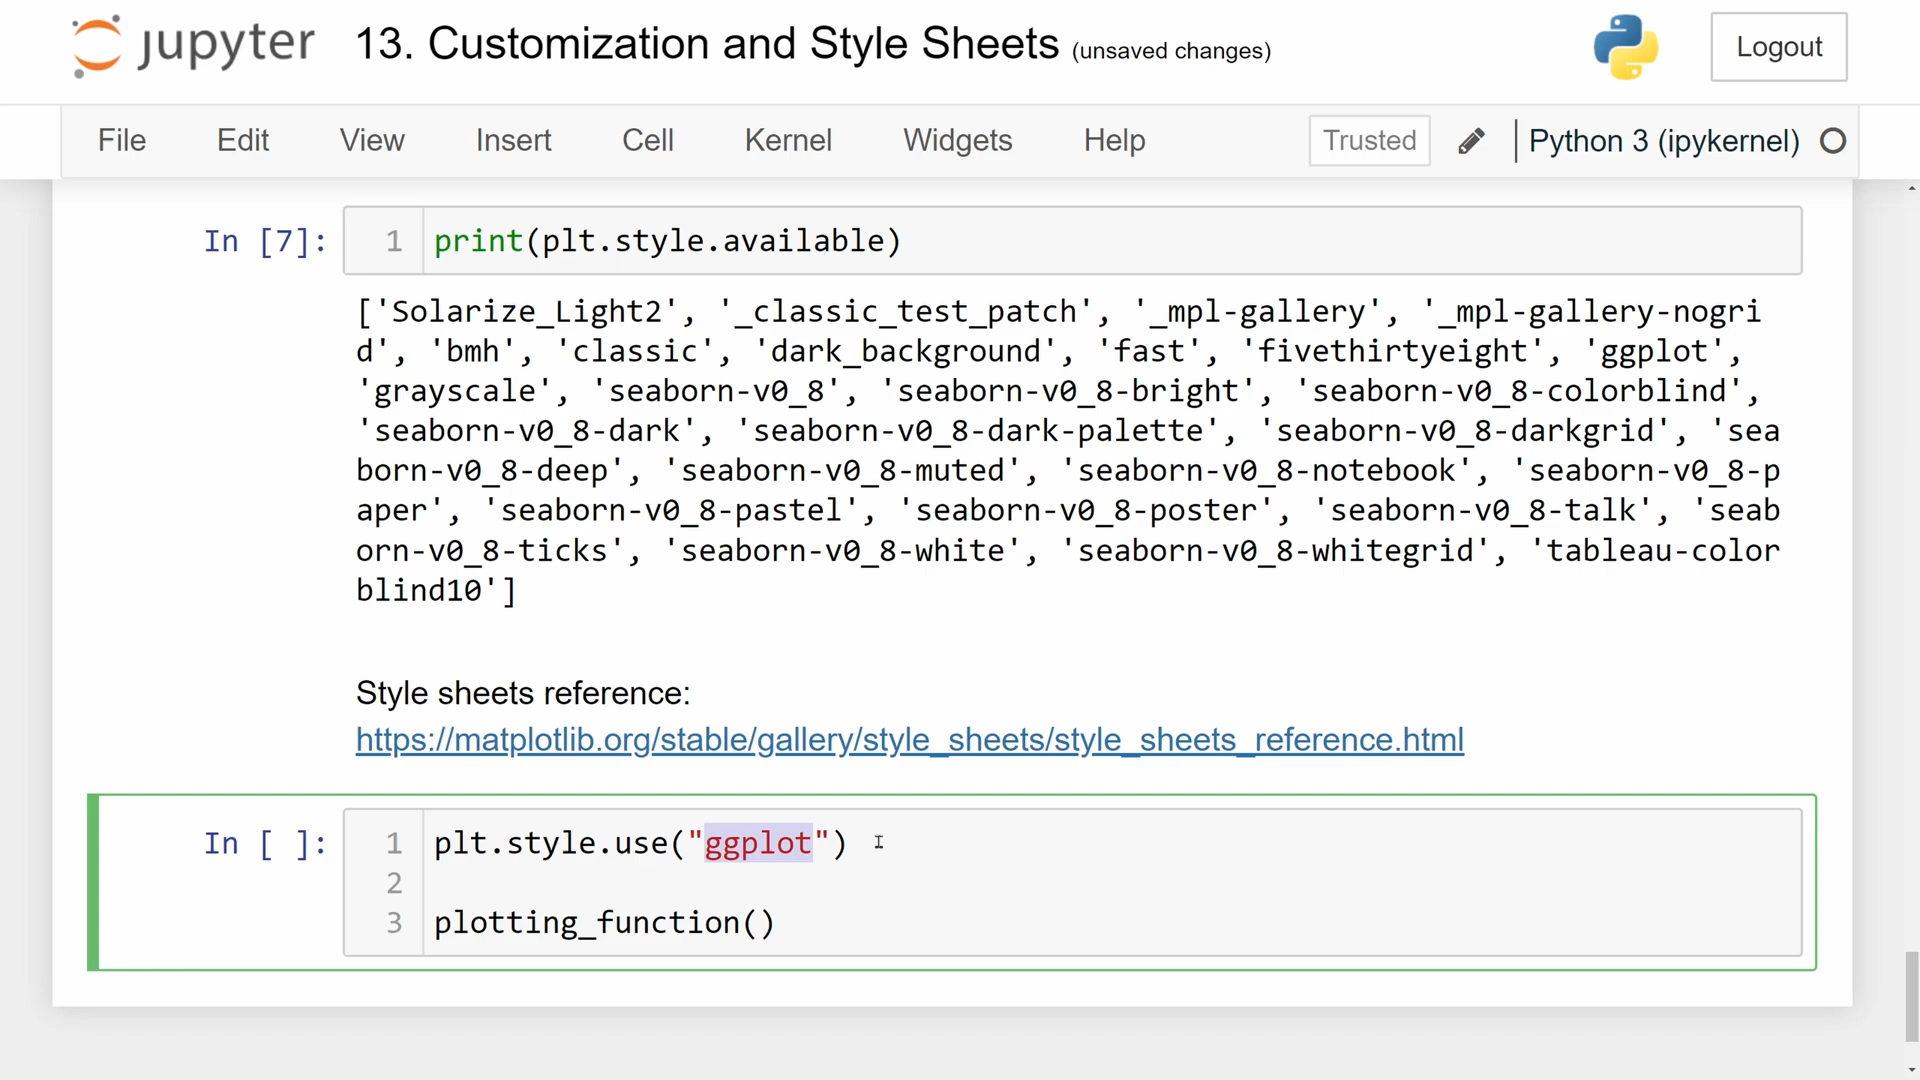 jupyter 13. Customization and Style Sheets (unsaved changes) Logout
File Edit View Insert Cell Kernel Widgets Help Trusted Python 3 (ipykernel)
In [7]: 1 print(plt.style.available)
['Solarize_Light2', '_classic_test_patch', '_mpl-gallery', '_mpl-gallery-nogri
d', 'bmh', 'classic', 'dark_background', 'fast', 'fivethirtyeight', 'ggplot',
'grayscale', 'seaborn-v0_8', 'seaborn-v0_8-bright', 'seaborn-v0_8-colorblind',
'seaborn-v0_8-dark', 'seaborn-v0_8-dark-palette', 'seaborn-v0_8-darkgrid', 'sea
born-v0_8-deep', 'seaborn-v0_8-muted', 'seaborn-v0_8-notebook', 'seaborn-v0_8-p
aper', 'seaborn-v0_8-pastel', 'seaborn-v0_8-poster', 'seaborn-v0_8-talk', 'seab
orn-v0_8-ticks', 'seaborn-v0_8-white', 'seaborn-v0_8-whitegrid', 'tableau-color
blind10']
Style sheets reference:
https://matplotlib.org/stable/gallery/style_sheets/style_sheets_reference.html
In [ ]: 1 plt.style.use("ggplot")
2
3 plotting_function()